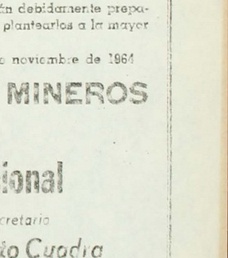 án debidamente prepa-
plantearlos a la mayor
o noviembre de 1964
MINEROS
ional
cretario
to Cuadra